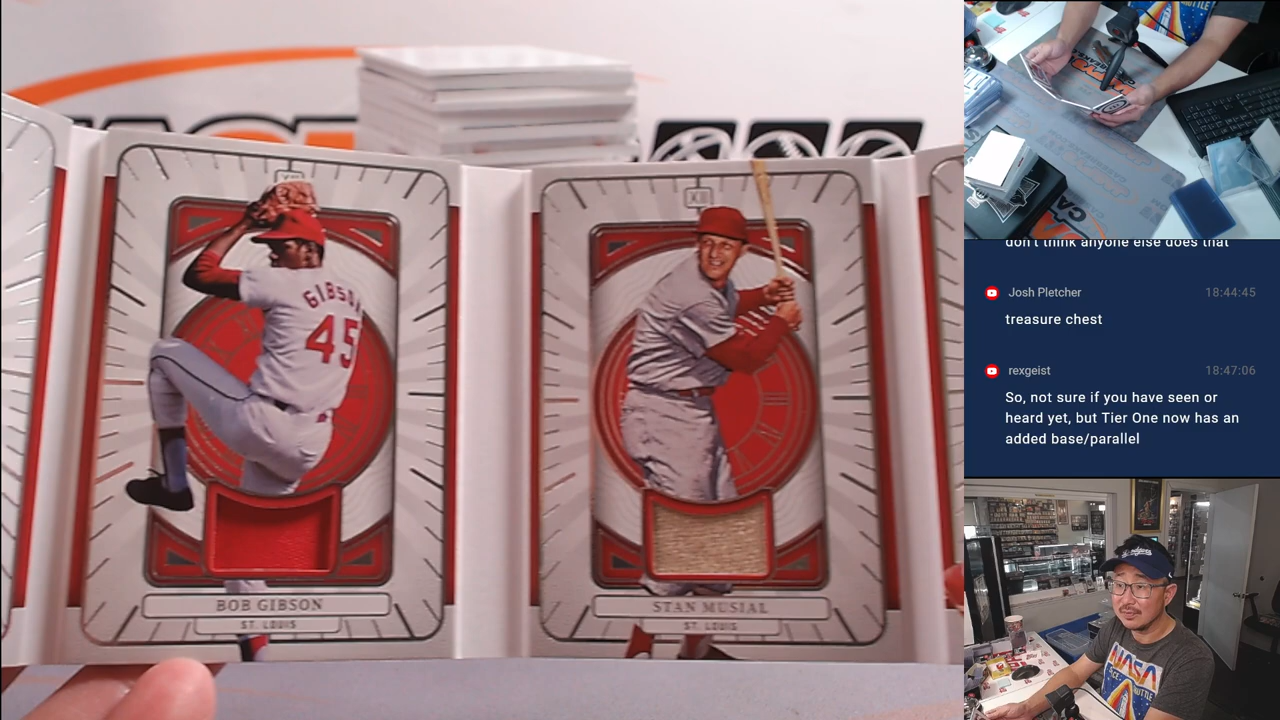 XII
GIBSON
45
BOB GIBSON
ST. LOUIS
XII
STAN MUSIAL
ST. LOUIS
don't think anyone else does that
Josh Pletcher 18:44:45
treasure chest
rexgeist 18:47:06
So, not sure if you have seen or
heard yet, but Tier One now has an
added base/parallel
NASA